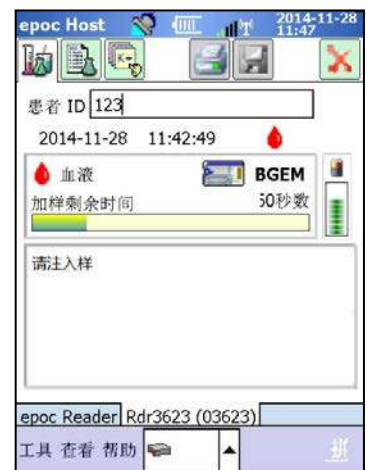 epoc Host 2014-11-28
11:47
患者 ID 123
2014-11-28 11:42:49
血液 BGEM
加样剩余时间 50秒数
请注入样
epoc Reader Rdr3623 (03623)
工具 查看 帮助